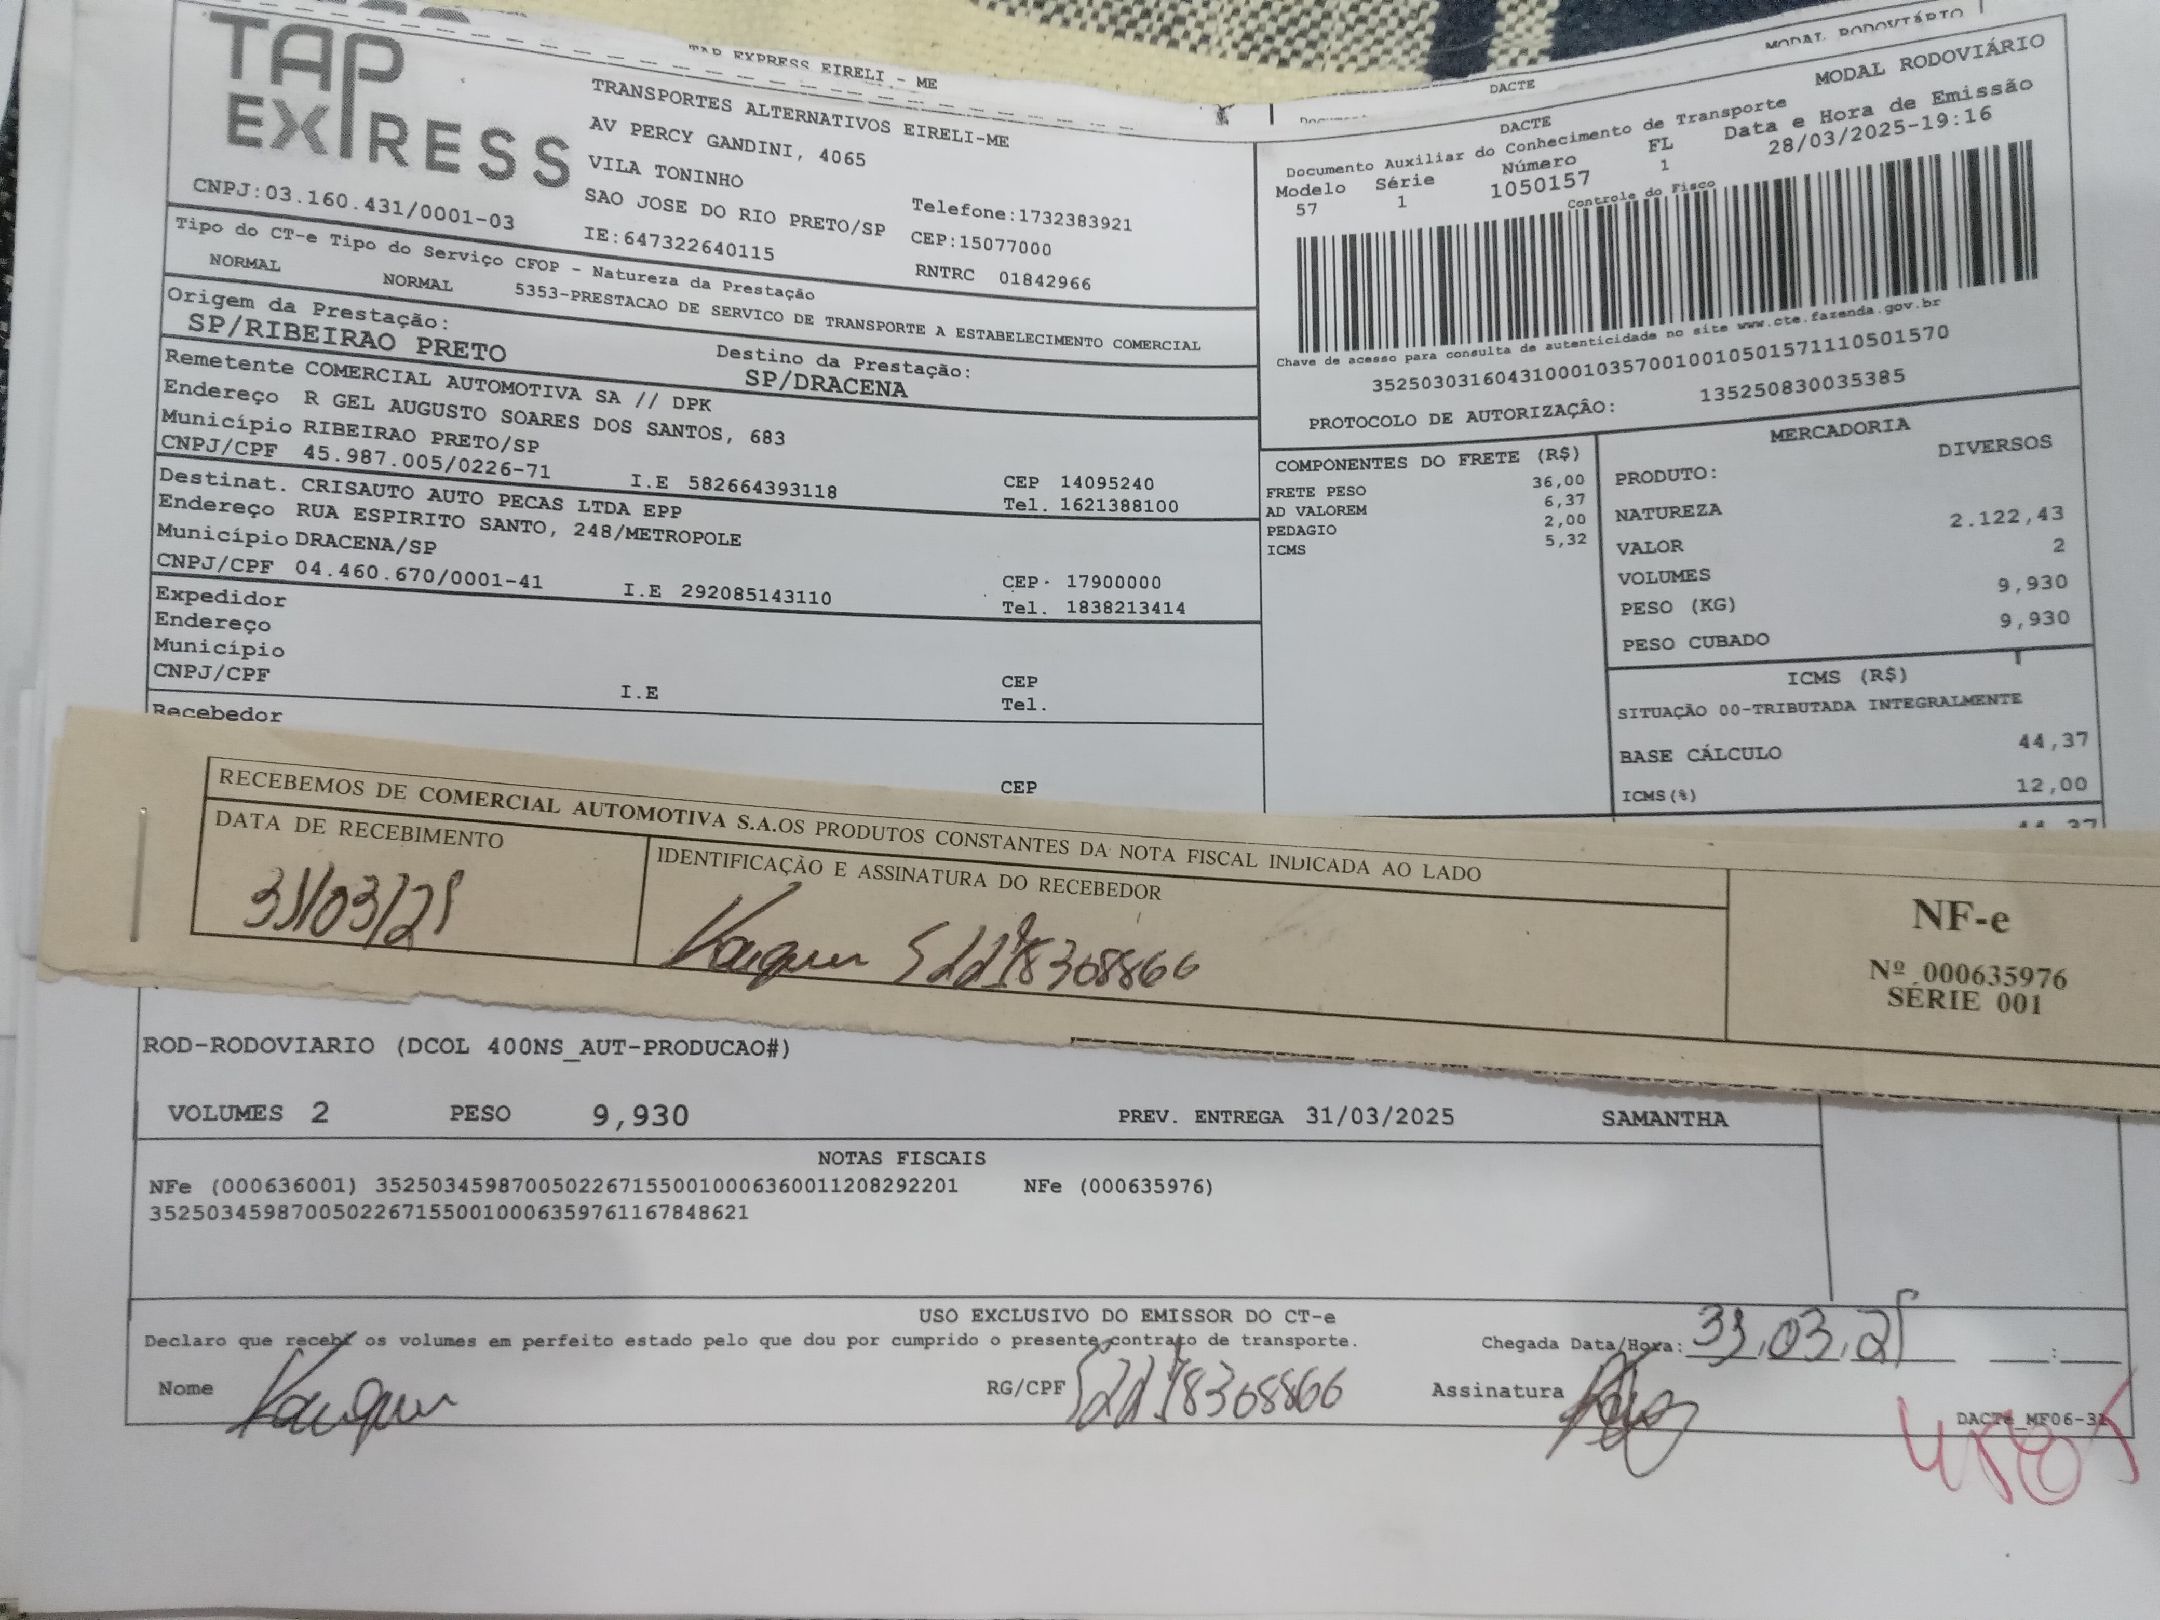 TAP EXPRESS EIRELI - ME
DACTE
MODAL RODOVIÁRIO
TAP
EXPRESS
TRANSPORTES ALTERNATIVOS EIRELI-ME
AV PERCY GANDINI, 4065
VILA TONINHO
SAO JOSE DO RIO PRETO/SP
Telefone:1732383921
CNPJ:03.160.431/0001-03
IE:647322640115
CEP:15077000
RNTRC 01842966
Tipo do CT-e Tipo do Serviço CFOP - Natureza da Prestação
NORMAL NORMAL 5353-PRESTACAO DE SERVICO DE TRANSPORTE A ESTABELECIMENTO COMERCIAL
Origem da Prestação:
SP/RIBEIRAO PRETO
Destino da Prestação:
SP/DRACENA
Remetente COMERCIAL AUTOMOTIVA SA // DPK
Endereço R GEL AUGUSTO SOARES DOS SANTOS, 683
Município RIBEIRAO PRETO/SP
CEP 14095240
CNPJ/CPF 45.987.005/0226-71 I.E 582664393118 Tel. 1621388100
Destinat. CRISAUTO AUTO PECAS LTDA EPP
Endereço RUA ESPIRITO SANTO, 248/METROPOLE
Município DRACENA/SP
CEP 17900000
CNPJ/CPF 04.460.670/0001-41 I.E 292085143110 Tel. 1838213414
Expedidor
Endereço
Município CEP
CNPJ/CPF I.E Tel.
Recebedor
CEP
DACTE
MODAL RODOVIÁRIO
Documento Auxiliar do Conhecimento de Transporte
Modelo Série Número FL Data e Hora de Emissão
57 1 1050157 1 28/03/2025-19:16
Controle do Fisco
Chave de acesso para consulta de autenticidade no site www.cte.fazenda.gov.br
35250303160431000103570010010501571110501570
PROTOCOLO DE AUTORIZAÇÃO: 135250830035385
COMPONENTES DO FRETE (R$)
FRETE PESO 36,00
AD VALOREM 6,37
PEDAGIO 2,00
ICMS 5,32
MERCADORIA
PRODUTO: DIVERSOS
NATUREZA
VALOR 2.122,43
VOLUMES 2
PESO (KG) 9,930
PESO CUBADO 9,930
ICMS (R$)
SITUAÇÃO 00-TRIBUTADA INTEGRALMENTE
BASE CÁLCULO 44,37
ICMS(%) 12,00
44,37
RECEBEMOS DE COMERCIAL AUTOMOTIVA S.A.OS PRODUTOS CONSTANTES DA NOTA FISCAL INDICADA AO LADO
DATA DE RECEBIMENTO
IDENTIFICAÇÃO E ASSINATURA DO RECEBEDOR
31/03/25
NF-e
Nº 000635976
SÉRIE 001
ROD-RODOVIARIO (DCOL 400NS_AUT-PRODUCAO#)
VOLUMES 2 PESO 9,930 PREV. ENTREGA 31/03/2025 SAMANTHA
NOTAS FISCAIS
NFe (000636001) 35250345987005022671550010006360011208292201 NFe (000635976)
35250345987005022671550010006359761167848621
USO EXCLUSIVO DO EMISSOR DO CT-e
Declaro que recebi os volumes em perfeito estado pelo que dou por cumprido o presente contrato de transporte.
Chegada Data/Hora: 31.03.25
Nome
RG/CPF
Assinatura
DACTe_MF06-31